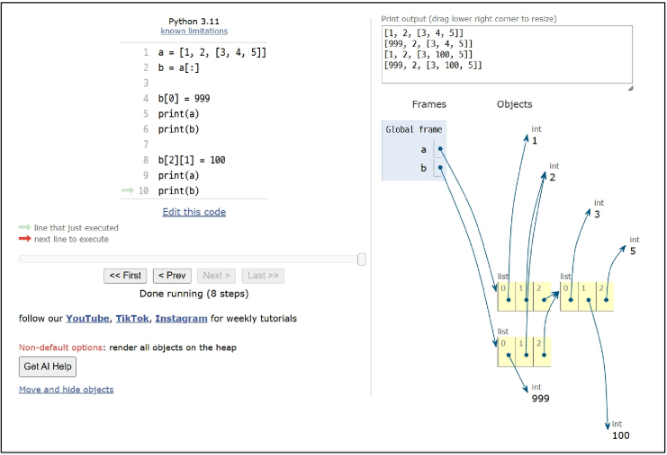 Python 3.11
known limitations
1 a = [1, 2, [3, 4, 5]]
2 b = a[:]
3
4 b[0] = 999
5 print(a)
6 print(b)
7
8 b[2][1] = 100
9 print(a)
10 print(b)
Edit this code
line that just executed
next line to execute
<< First < Prev Next > Last >>
Done running (8 steps)
follow our YouTube, TikTok, Instagram for weekly tutorials
Non-default options: render all objects on the heap
Get AI Help
Move and hide objects
Print output (drag lower right corner to resize)
[1, 2, [3, 4, 5]]
[999, 2, [3, 4, 5]]
[1, 2, [3, 100, 5]]
[999, 2, [3, 100, 5]]
Frames Objects
Global frame
a
b
int
1
int
2
int
3
int
5
list list
0 1 2 0 1 2
list
0 1 2
int
999
int
100